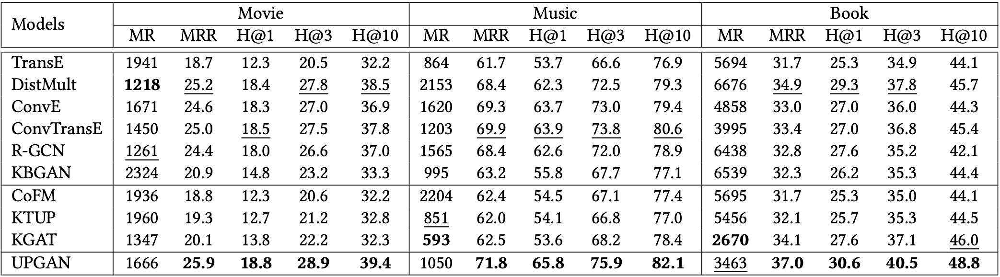 Models Movie Music Book
MR MRR H@1 H@3 H@10 MR MRR H@1 H@3 H@10 MR MRR H@1 H@3 H@10
TransE 1941 18.7 12.3 20.5 32.2 864 61.7 53.7 66.6 76.9 5694 31.7 25.3 34.9 44.1
DistMult 1218 25.2 18.4 27.8 38.5 2153 68.4 62.3 72.5 79.3 6676 34.9 29.3 37.8 45.7
ConvE 1671 24.6 18.3 27.0 36.9 1620 69.3 63.7 73.0 79.4 4858 33.0 27.0 36.0 44.3
ConvTransE 1450 25.0 18.5 27.5 37.8 1203 69.9 63.9 73.8 80.6 3995 33.4 27.0 36.8 45.4
R-GCN 1261 24.4 18.0 26.6 37.0 1565 68.4 62.6 72.0 78.9 6438 32.8 27.6 35.2 42.1
KBGAN 2324 20.9 14.8 23.2 33.3 995 63.2 55.8 67.7 77.1 6539 32.3 26.2 35.3 44.4
CoFM 1936 18.8 12.3 20.6 32.2 2204 62.4 54.5 67.1 77.4 5695 31.7 25.3 35.0 44.1
KTUP 1960 19.3 12.7 21.2 32.8 851 62.0 54.1 66.8 77.0 5456 32.1 25.7 35.3 44.5
KGAT 1347 20.1 13.8 22.2 32.3 593 62.5 53.6 68.2 78.4 2670 34.1 27.6 37.1 46.0
UPGAN 1666 25.9 18.8 28.9 39.4 1050 71.8 65.8 75.9 82.1 3463 37.0 30.6 40.5 48.8